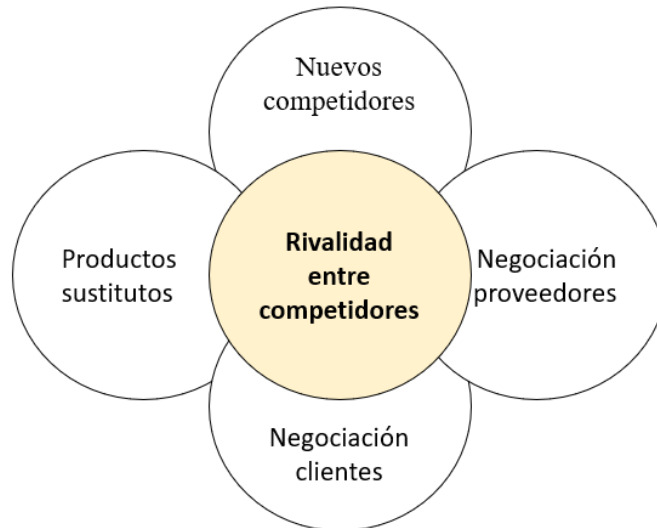 Nuevos
competidores
Productos
sustitutos
Rivalidad
entre
competidores
Negociación
proveedores
Negociación
clientes